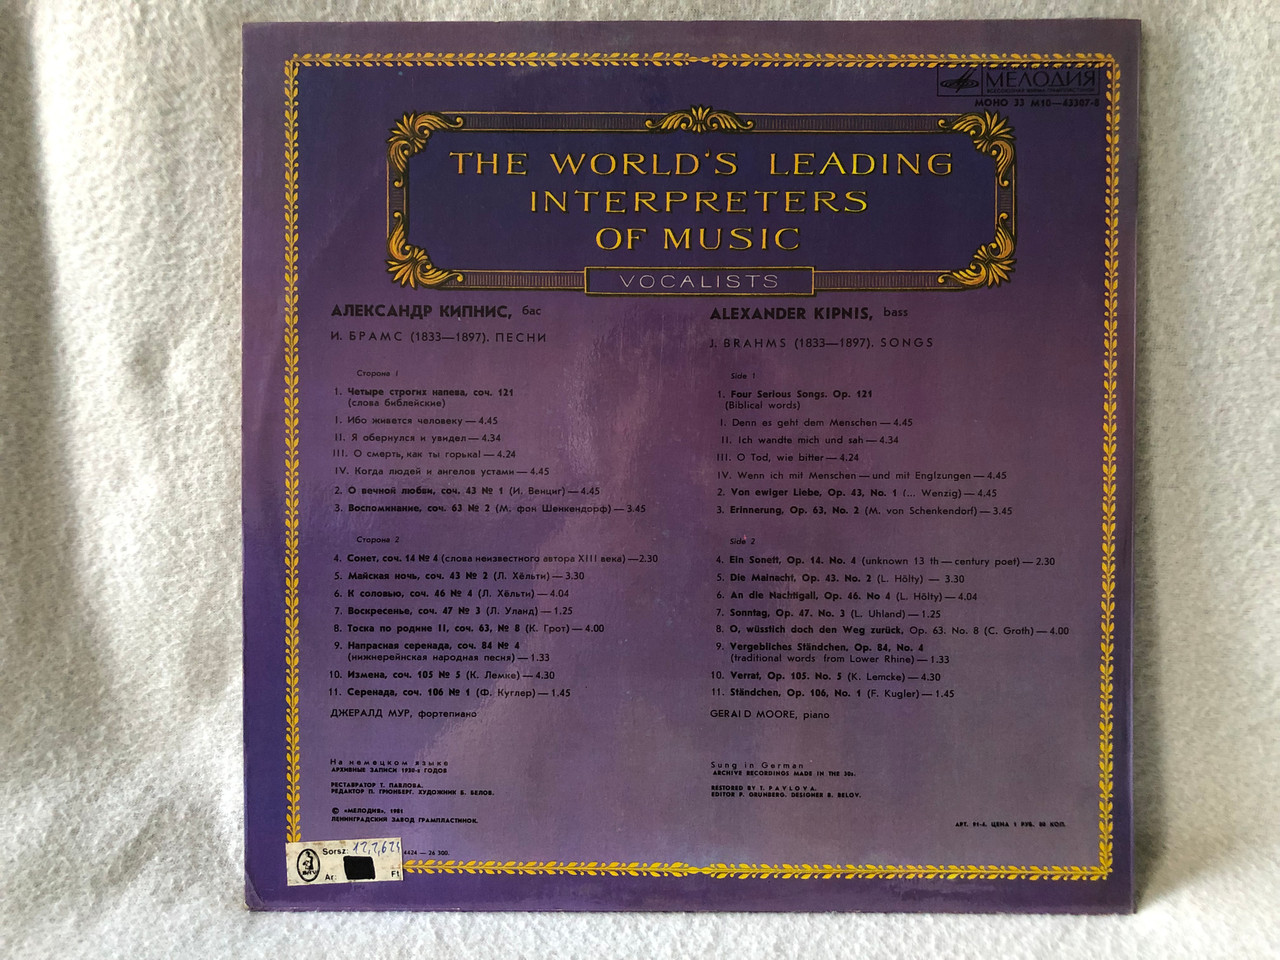 МЕЛОДИЯ
ВСЕСОЮЗНАЯ ФИРМА ГРАМПЛАСТИНОК
МОНО 33 М10—43307-8
THE WORLD'S LEADING
INTERPRETERS
OF MUSIC
VOCALISTS
АЛЕКСАНДР КИПНИС, бас
И. БРАМС (1833—1897). ПЕСНИ
Сторона 1
1. Четыре строгих напева, соч. 121
(слова библейские)
I. Ибо живется человеку — 4.45
II. Я обернулся и увидел — 4.34
III. О смерть, как ты горька! — 4.24
IV. Когда людей и ангелов устами — 4.45
2. О вечной любви, соч. 43 № 1 (И. Венциг) — 4.45
3. Воспоминание, соч. 63 № 2 (М. фон Шенкендорф) — 3.45
Сторона 2
4. Сонет, соч. 14 № 4 (слова неизвестного автора XIII века) — 2.30
5. Майская ночь, соч. 43 № 2 (Л. Хёльти) — 3.30
6. К соловью, соч. 46 № 4 (Л. Хёльти) — 4.04
7. Воскресенье, соч. 47 № 3 (Л. Уланд) — 1.25
8. Тоска по родине II, соч. 63, № 8 (К. Грот) — 4.00
9. Напрасная серенада, соч. 84 № 4
(нижнерейнская народная песня) — 1.33
10. Измена, соч. 105 № 5 (К. Лемке) — 4.30
11. Серенада, соч. 106 № 1 (Ф. Куглер) — 1.45
ДЖЕРАЛД МУР, фортепиано
На немецком языке
АРХИВНЫЕ ЗАПИСИ 1930-х ГОДОВ
РЕСТАВРАТОР Т. ПАВЛОВА.
РЕДАКТОР П. ГРЮНБЕРГ. ХУДОЖНИК Б. БЕЛОВ.
© «МЕЛОДИЯ», 1981
ЛЕНИНГРАДСКИЙ ЗАВОД ГРАМПЛАСТИНОК.
4424 — 26 300.
ALEXANDER KIPNIS, bass
J. BRAHMS (1833—1897). SONGS
Side 1
1. Four Serious Songs. Op. 121
(Biblical words)
I. Denn es geht dem Menschen — 4.45
II. Ich wandte mich und sah — 4.34
III. O Tod, wie bitter — 4.24
IV. Wenn ich mit Menschen — und mit Englzungen — 4.45
2. Von ewiger Liebe, Op. 43, No. 1 (... Wenzig) — 4.45
3. Erinnerung, Op. 63, No. 2 (M. von Schenkendorf) — 3.45
Side 2
4. Ein Sonett, Op. 14. No. 4 (unknown 13 th — century poet) — 2.30
5. Die Mainacht, Op. 43. No. 2 (L. Hölty) — 3.30
6. An die Nachtigall, Op. 46. No 4 (L. Hölty) — 4.04
7. Sonntag, Op. 47. No. 3 (L. Uhland) — 1.25
8. O, wüsstich doch den Weg zurück, Op. 63. No. 8 (C. Groth) — 4.00
9. Vergebliches Ständchen, Op. 84, No. 4
(traditional words from Lower Rhine) — 1.33
10. Verrat, Op. 105. No. 5 (K. Lemcke) — 4.30
11. Ständchen, Op. 106, No. 1 (F. Kugler) — 1.45
GERALD MOORE, piano
Sung in German
ARCHIVE RECORDINGS MADE IN THE 30s.
RESTORED BY T. PAVLOVA.
EDITOR P. GRUNBERG. DESIGNER B. BELOV.
АРТ. 91-4. ЦЕНА 1 РУБ. 80 КОП.
Sorsz:
Ár: Ft